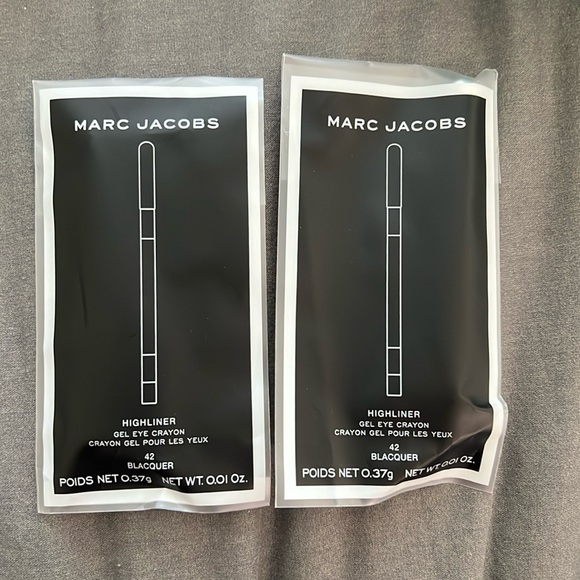 MARC JACOBS
HIGHLINER
GEL EYE CRAYON
CRAYON GEL POUR LES YEUX
42
BLACQUER
POIDS NET 0.37g NET WT. 0.01 Oz.
MARC JACOBS
HIGHLINER
GEL EYE CRAYON
CRAYON GEL POUR LES YEUX
42
BLACQUER
POIDS NET 0.37g NET WT. 0.01 Oz.